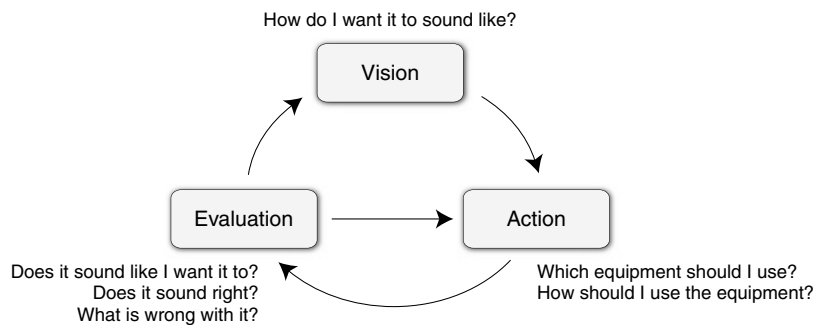 How do I want it to sound like?
Vision
Evaluation
Action
Does it sound like I want it to?
Does it sound right?
What is wrong with it?
Which equipment should I use?
How should I use the equipment?